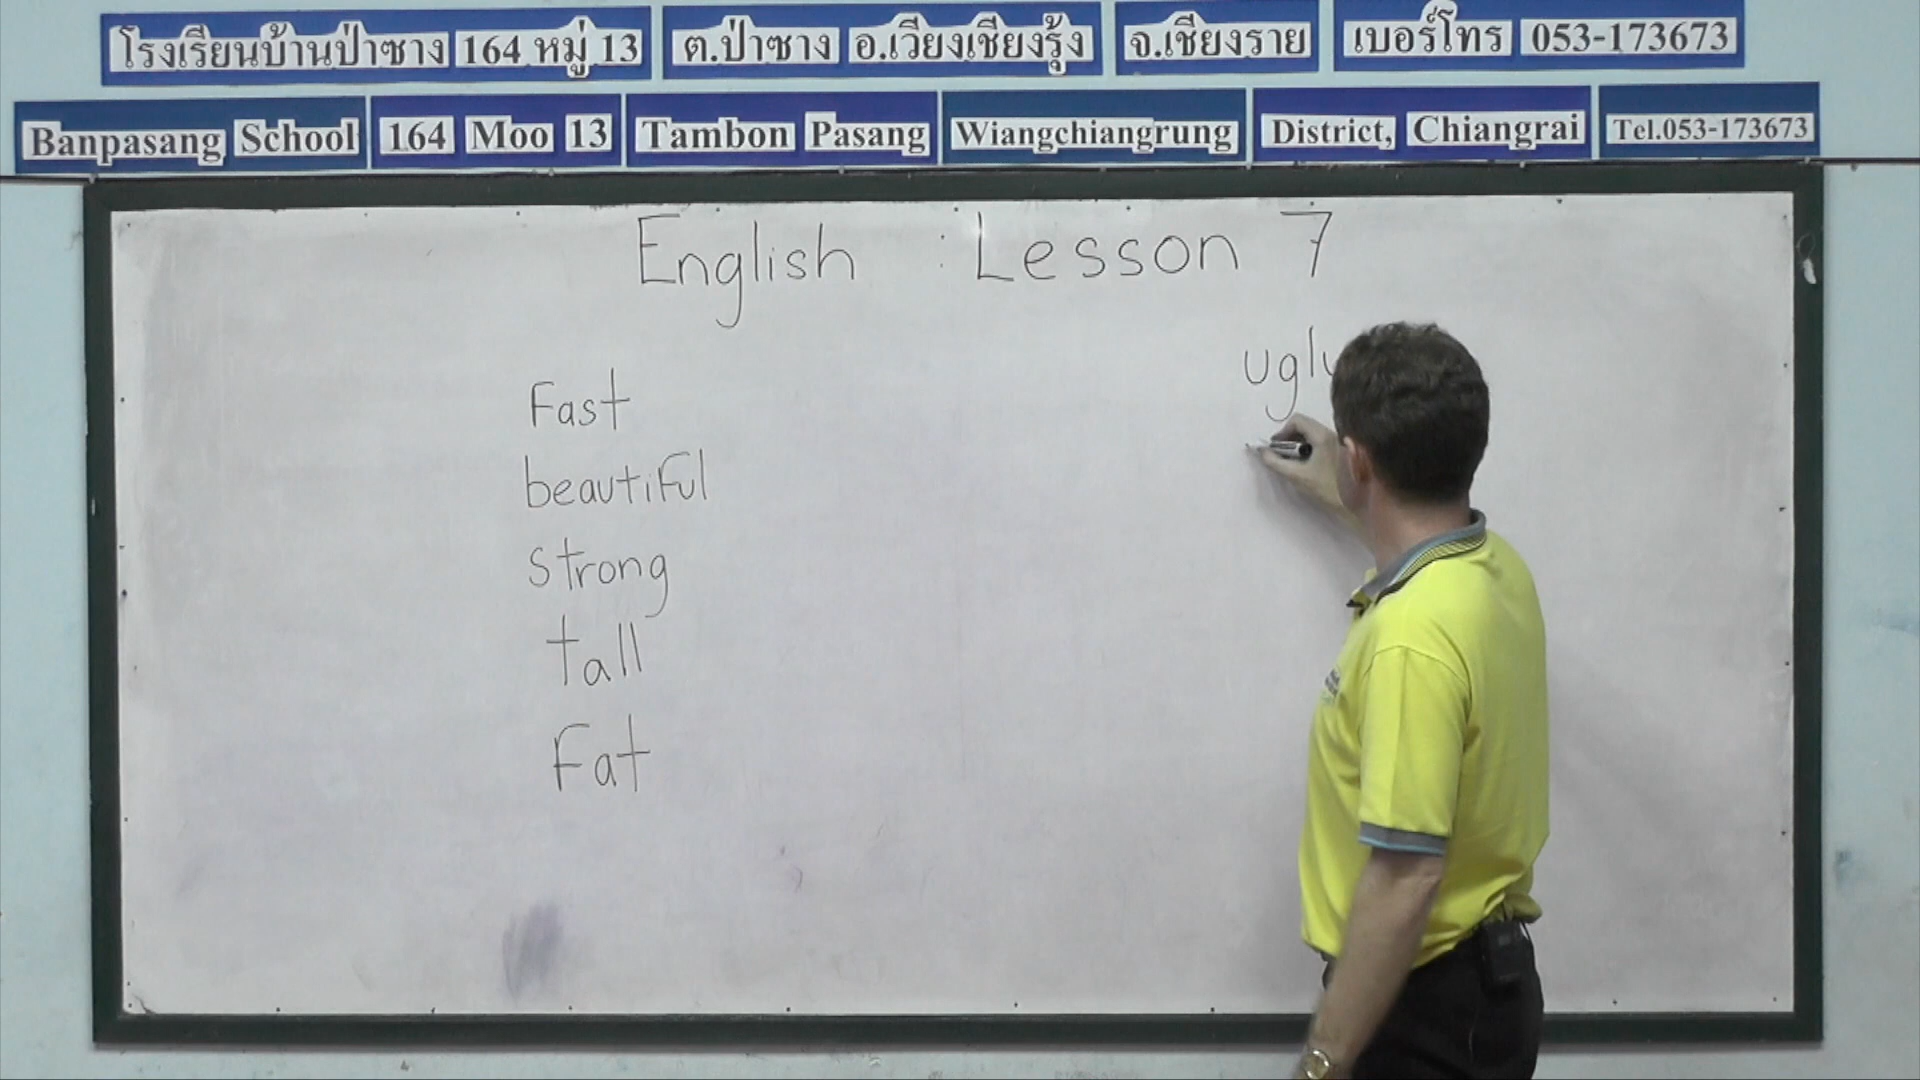 โรงเรียนบ้านป่าซาง 164 หมู่ 13 ต.ป่าซาง อ.เวียงเชียงรุ้ง จ.เชียงราย เบอร์โทร 053-173673
Banpasang School 164 Moo 13 Tambon Pasang Wiangchiangrung District, Chiangrai Tel.053-173673
English : Lesson 7
Fast
beautiful
strong
tall
Fat
ugly